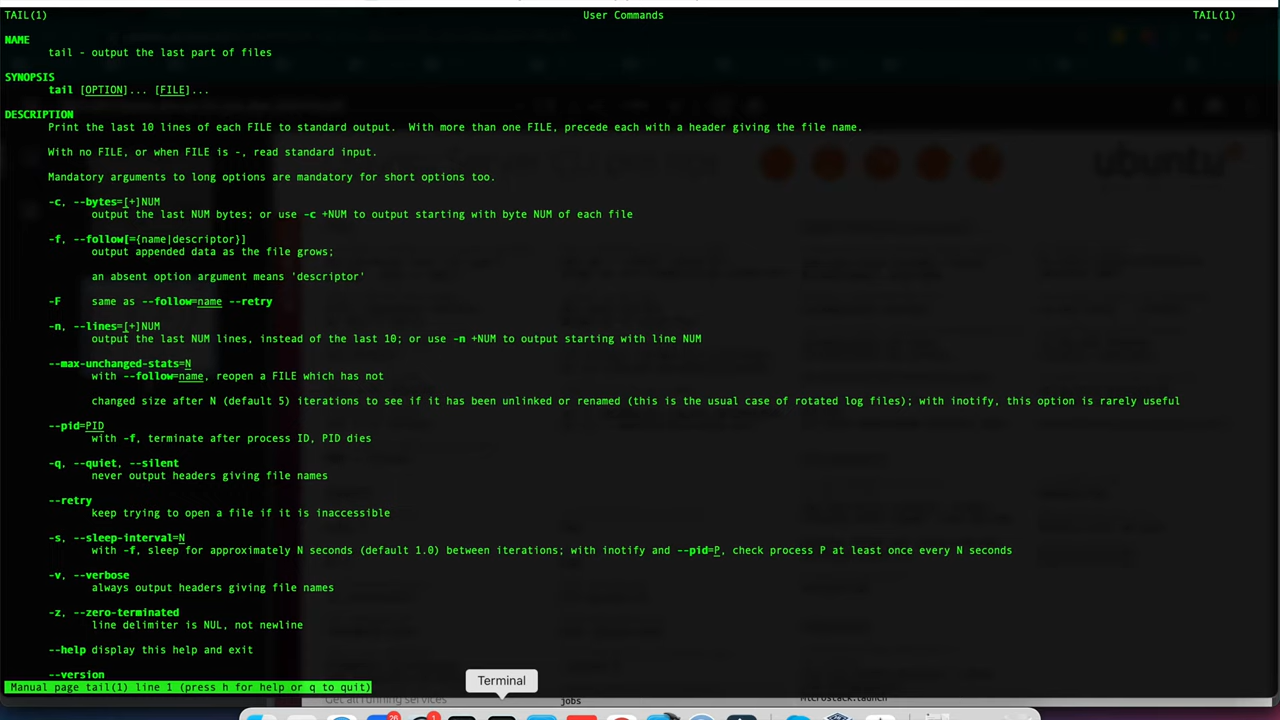 TAIL(1) User Commands TAIL(1)
NAME
tail - output the last part of files
SYNOPSIS
tail [OPTION]... [FILE]...
DESCRIPTION
Print the last 10 lines of each FILE to standard output. With more than one FILE, precede each with a header giving the file name.
With no FILE, or when FILE is -, read standard input.
Mandatory arguments to long options are mandatory for short options too.
-c, --bytes=[+]NUM
output the last NUM bytes; or use -c +NUM to output starting with byte NUM of each file
-f, --follow[={name|descriptor}]
output appended data as the file grows;
an absent option argument means 'descriptor'
-F same as --follow=name --retry
-n, --lines=[+]NUM
output the last NUM lines, instead of the last 10; or use -n +NUM to output starting with line NUM
--max-unchanged-stats=N
with --follow=name, reopen a FILE which has not
changed size after N (default 5) iterations to see if it has been unlinked or renamed (this is the usual case of rotated log files); with inotify, this option is rarely useful
--pid=PID
with -f, terminate after process ID, PID dies
-q, --quiet, --silent
never output headers giving file names
--retry
keep trying to open a file if it is inaccessible
-s, --sleep-interval=N
with -f, sleep for approximately N seconds (default 1.0) between iterations; with inotify and --pid=P, check process P at least once every N seconds
-v, --verbose
always output headers giving file names
-z, --zero-terminated
line delimiter is NUL, not newline
--help display this help and exit
--version
Manual page tail(1) line 1 (press h for help or q to quit)
Terminal
Get all running services
jobs
microstack.launch
ubuntu